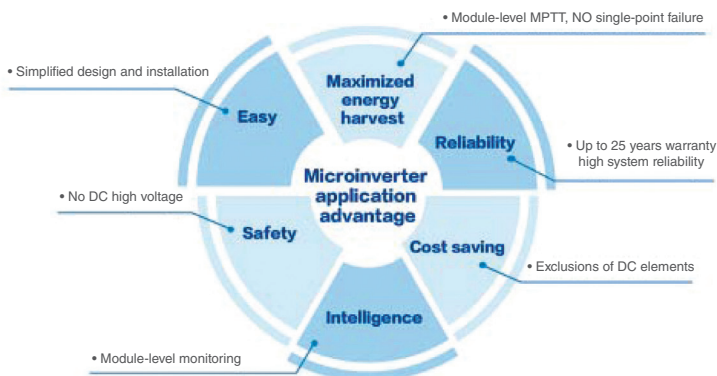 • Module-level MPTT, NO single-point failure
• Simplified design and installation
Maximized
energy
harvest
Easy
Reliability
• Up to 25 years warranty
high system reliability
Microinverter
application
advantage
• No DC high voltage
Safety
Cost saving
• Exclusions of DC elements
Intelligence
• Module-level monitoring